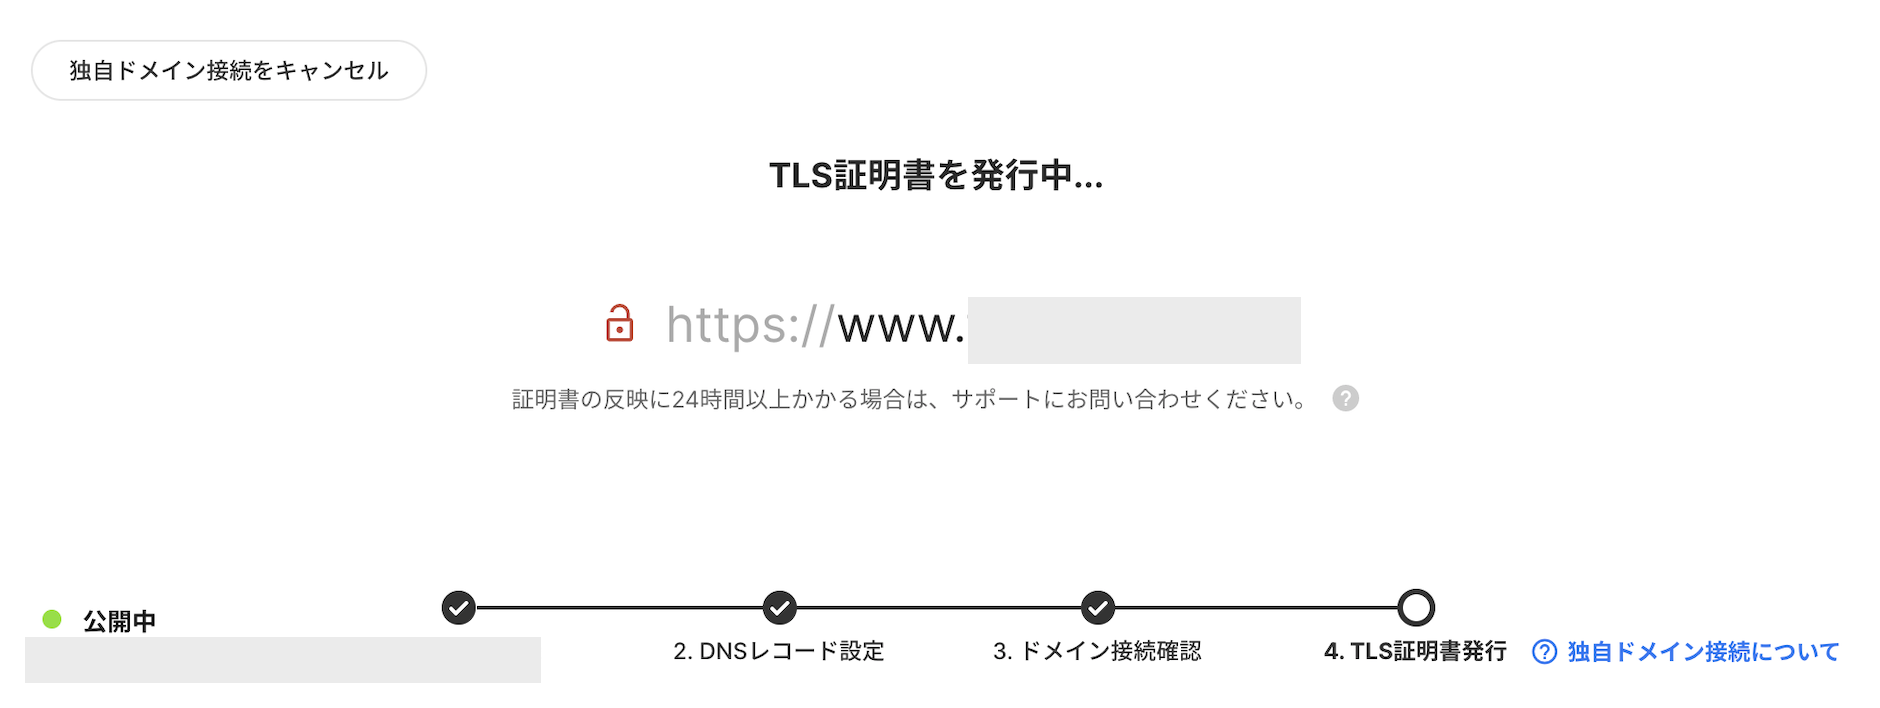 独自ドメイン接続をキャンセル
TLS証明書を発行中...
https://www.
証明書の反映に24時間以上かかる場合は、サポートにお問い合わせください。 ?
公開中
2. DNSレコード設定
3. ドメイン接続確認
4. TLS証明書発行
? 独自ドメイン接続について